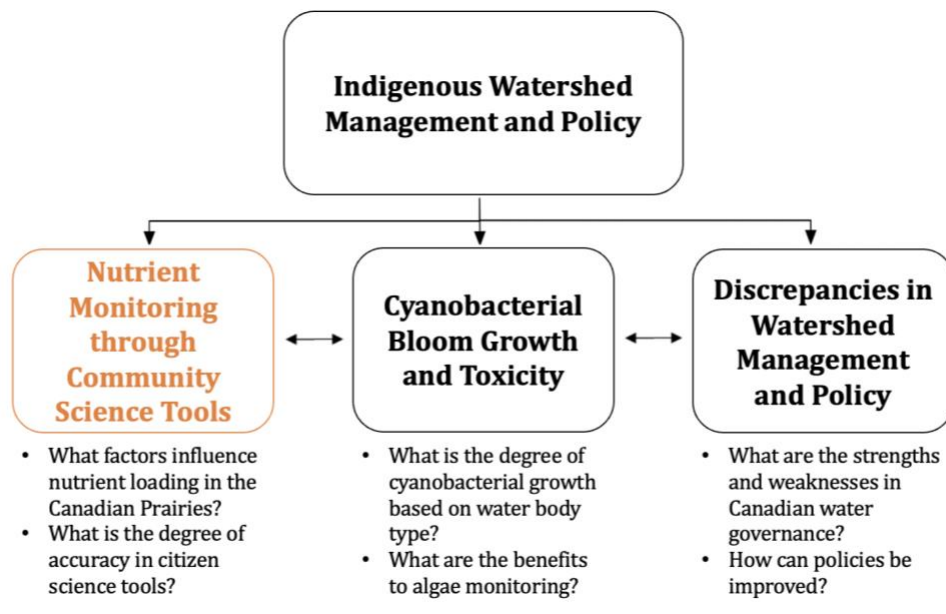 Indigenous Watershed
Management and Policy
Nutrient
Monitoring
through
Community
Science Tools
• What factors influence
nutrient loading in the
Canadian Prairies?
• What is the degree of
accuracy in citizen
science tools?
Cyanobacterial
Bloom Growth
and Toxicity
• What is the degree of
cyanobacterial growth
based on water body
type?
• What are the benefits
to algae monitoring?
Discrepancies in
Watershed
Management
and Policy
• What are the strengths
and weaknesses in
Canadian water
governance?
• How can policies be
improved?